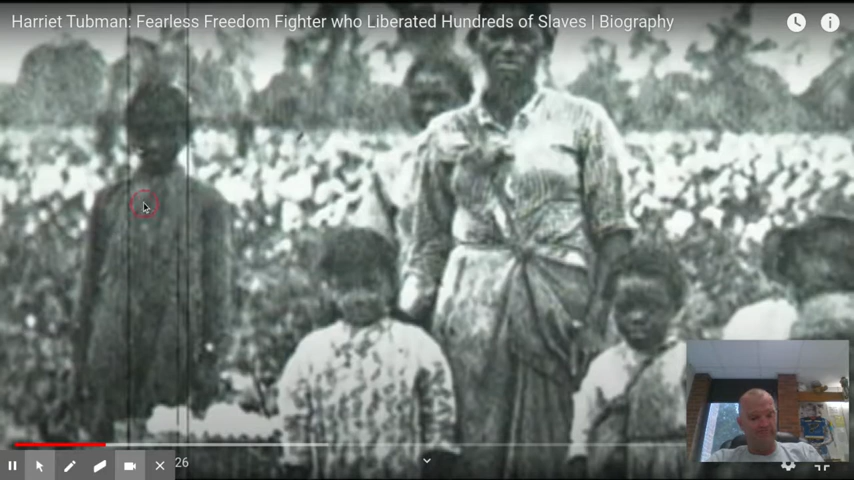 Harriet Tubman: Fearless Freedom Fighter who Liberated Hundreds of Slaves | Biography
26